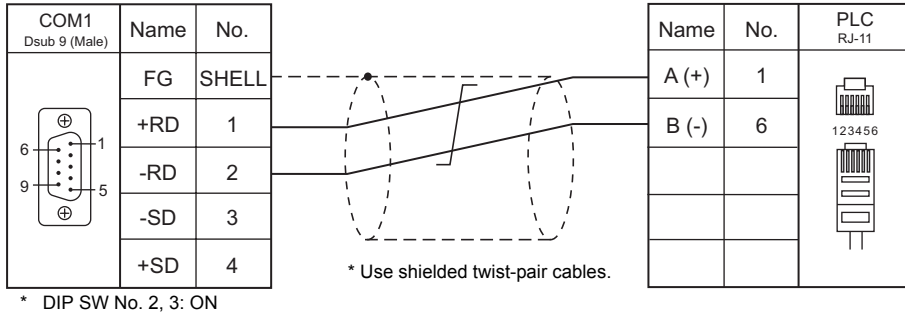 COM1
Dsub 9 (Male)
Name No.
FG SHELL
+RD 1
-RD 2
-SD 3
+SD 4
6
1
9
5
* DIP SW No. 2, 3: ON
* Use shielded twist-pair cables.
Name No.
PLC
RJ-11
A (+) 1
B (-) 6
123456